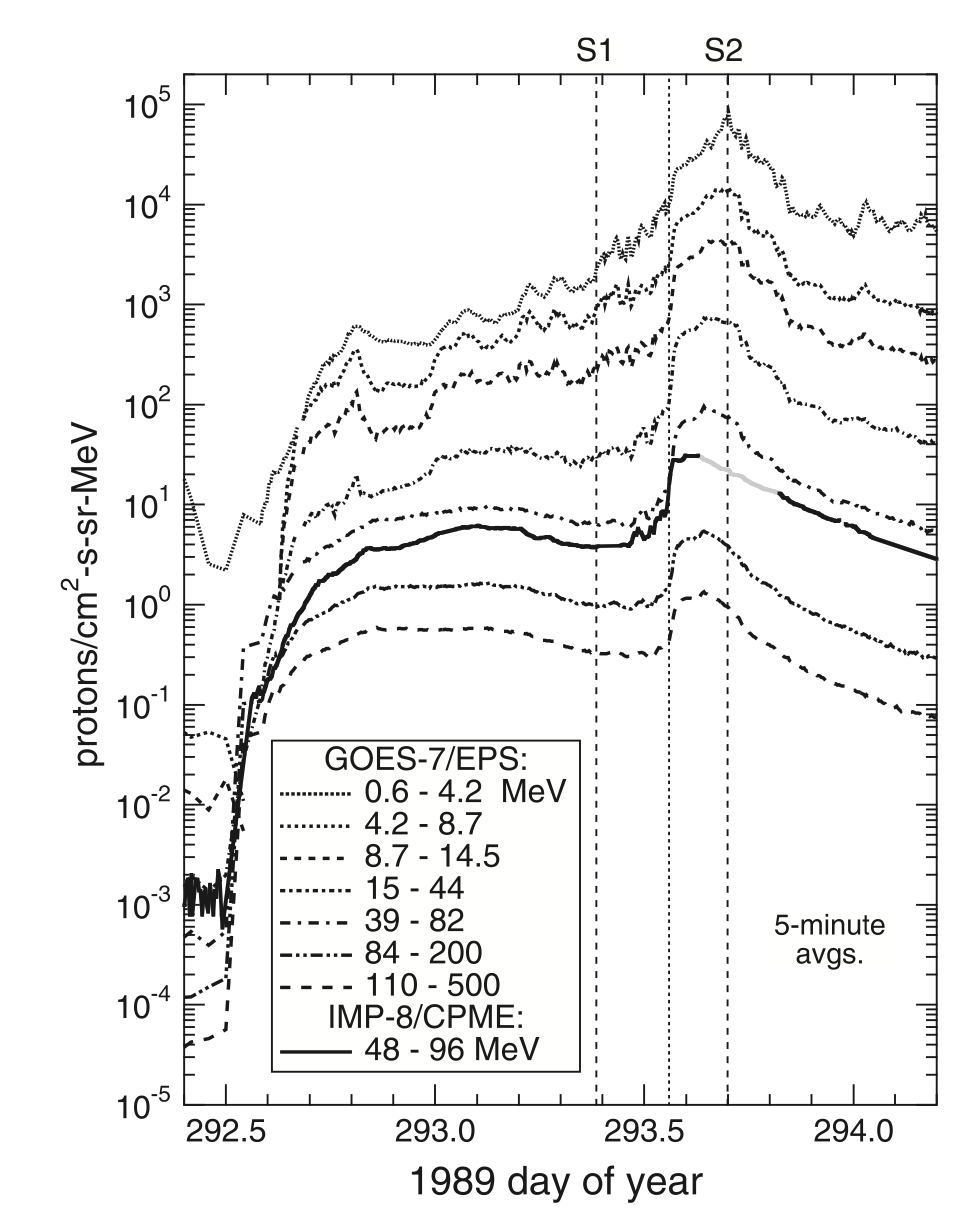 S1 S2
10^5
10^4
10^3
10^2
10^1
10^0
10^-1
10^-2
10^-3
10^-4
10^-5
protons/cm^2-s-sr-MeV
GOES-7/EPS:
0.6 - 4.2 MeV
4.2 - 8.7
8.7 - 14.5
15 - 44
39 - 82
84 - 200
110 - 500
IMP-8/CPME:
48 - 96 MeV
5-minute
avgs.
292.5 293.0 293.5 294.0
1989 day of year